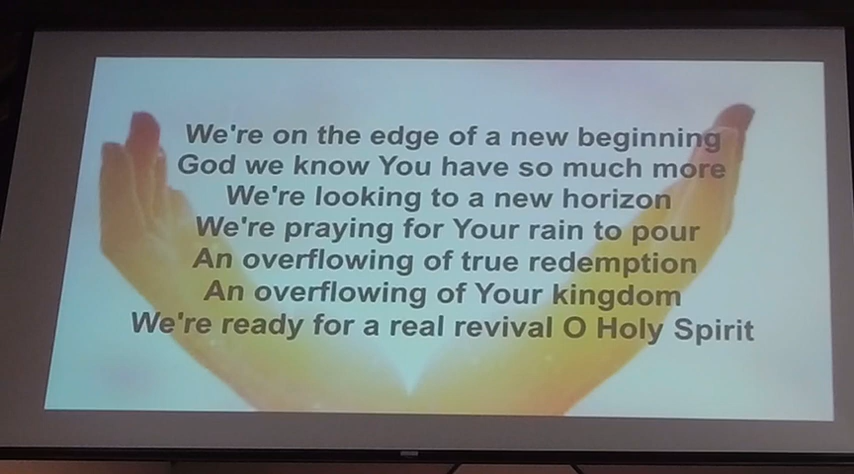 We're on the edge of a new beginning
God we know You have so much more
We're looking to a new horizon
We're praying for Your rain to pour
An overflowing of true redemption
An overflowing of Your kingdom
We're ready for a real revival O Holy Spirit